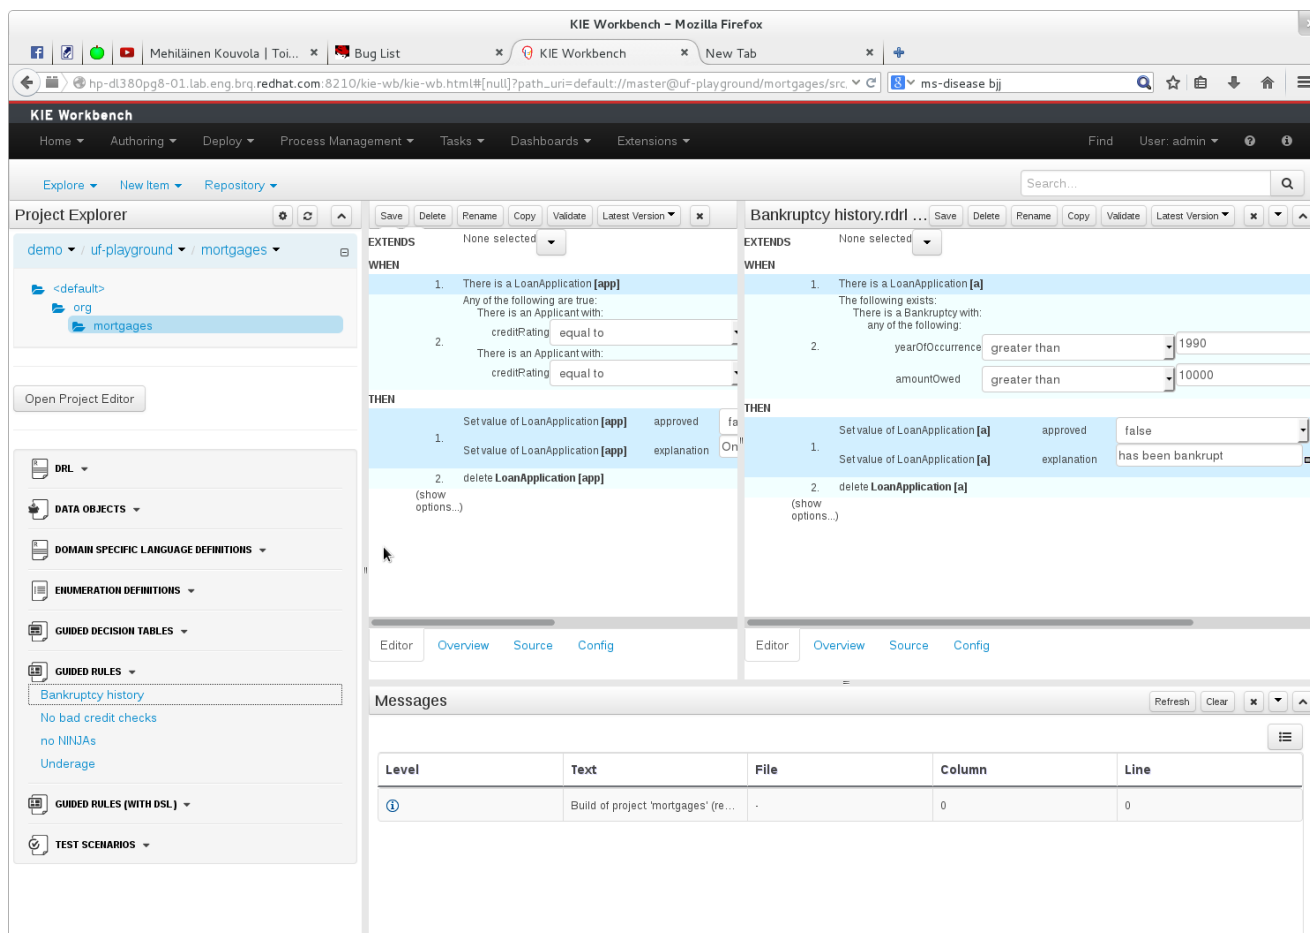 KIE Workbench – Mozilla Firefox
Mehiläinen Kouvola | Toi... Bug List KIE Workbench New Tab
hp-dl380pg8-01.lab.eng.brq.redhat.com:8210/kie-wb/kie-wb.html#[null]?path_uri=default://master@uf-playground/mortgages/src. ms-disease bjj
KIE Workbench
Home Authoring Deploy Process Management Tasks Dashboards Extensions Find User: admin
Explore New Item Repository Search...
Project Explorer
demo / uf-playground / mortgages
<default>
org
mortgages
Open Project Editor
DRL
DATA OBJECTS
DOMAIN SPECIFIC LANGUAGE DEFINITIONS
ENUMERATION DEFINITIONS
GUIDED DECISION TABLES
GUIDED RULES
Bankruptcy history
No bad credit checks
no NINJAs
Underage
GUIDED RULES (WITH DSL)
TEST SCENARIOS
Save Delete Rename Copy Validate Latest Version
EXTENDS None selected
WHEN
1. There is a LoanApplication [app]
Any of the following are true:
There is an Applicant with:
creditRating equal to
2.
There is an Applicant with:
creditRating equal to
THEN
Set value of LoanApplication [app] approved fa
1.
Set value of LoanApplication [app] explanation On
2. delete LoanApplication [app]
(show
options...)
Editor Overview Source Config
Bankruptcy history.rdrl ... Save Delete Rename Copy Validate Latest Version
EXTENDS None selected
WHEN
1. There is a LoanApplication [a]
The following exists:
There is a Bankruptcy with:
any of the following:
2. yearOfOccurrence greater than 1990
amountOwed greater than 10000
THEN
Set value of LoanApplication [a] approved false
1.
Set value of LoanApplication [a] explanation has been bankrupt
2. delete LoanApplication [a]
(show
options...)
Editor Overview Source Config
Messages Refresh Clear
Level Text File Column Line
Build of project 'mortgages' (re... - 0 0